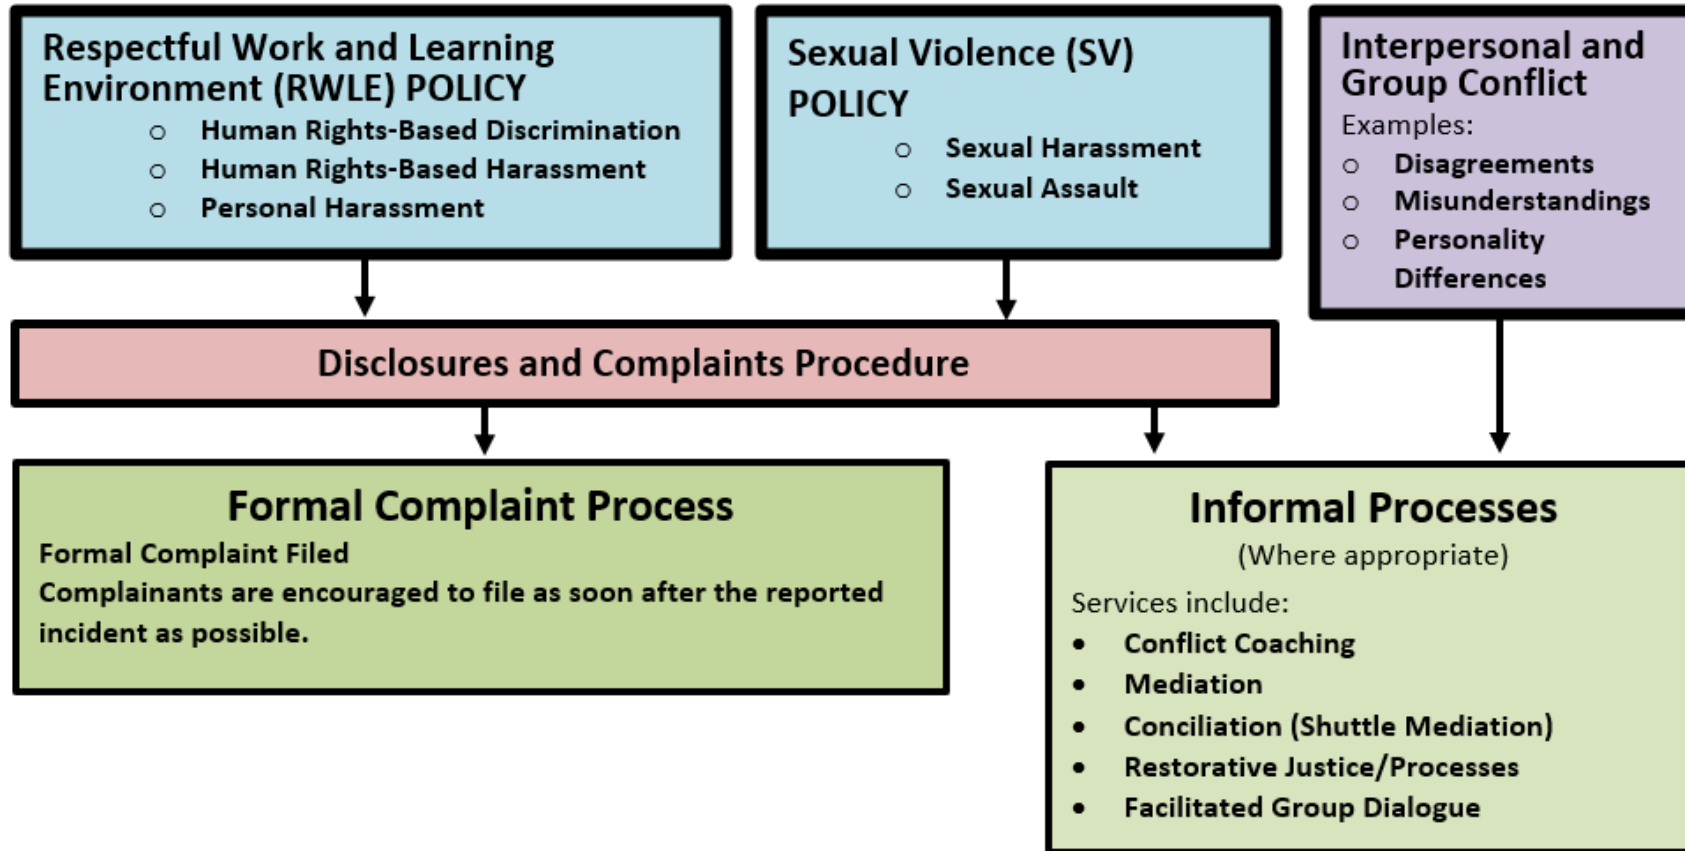 Respectful Work and Learning
Environment (RWLE) POLICY
o Human Rights-Based Discrimination
o Human Rights-Based Harassment
o Personal Harassment
Sexual Violence (SV)
POLICY
o Sexual Harassment
o Sexual Assault
Interpersonal and
Group Conflict
Examples:
o Disagreements
o Misunderstandings
o Personality
Differences
Disclosures and Complaints Procedure
Formal Complaint Process
Formal Complaint Filed
Complainants are encouraged to file as soon after the reported
incident as possible.
Informal Processes
(Where appropriate)
Services include:
• Conflict Coaching
• Mediation
• Conciliation (Shuttle Mediation)
• Restorative Justice/Processes
• Facilitated Group Dialogue